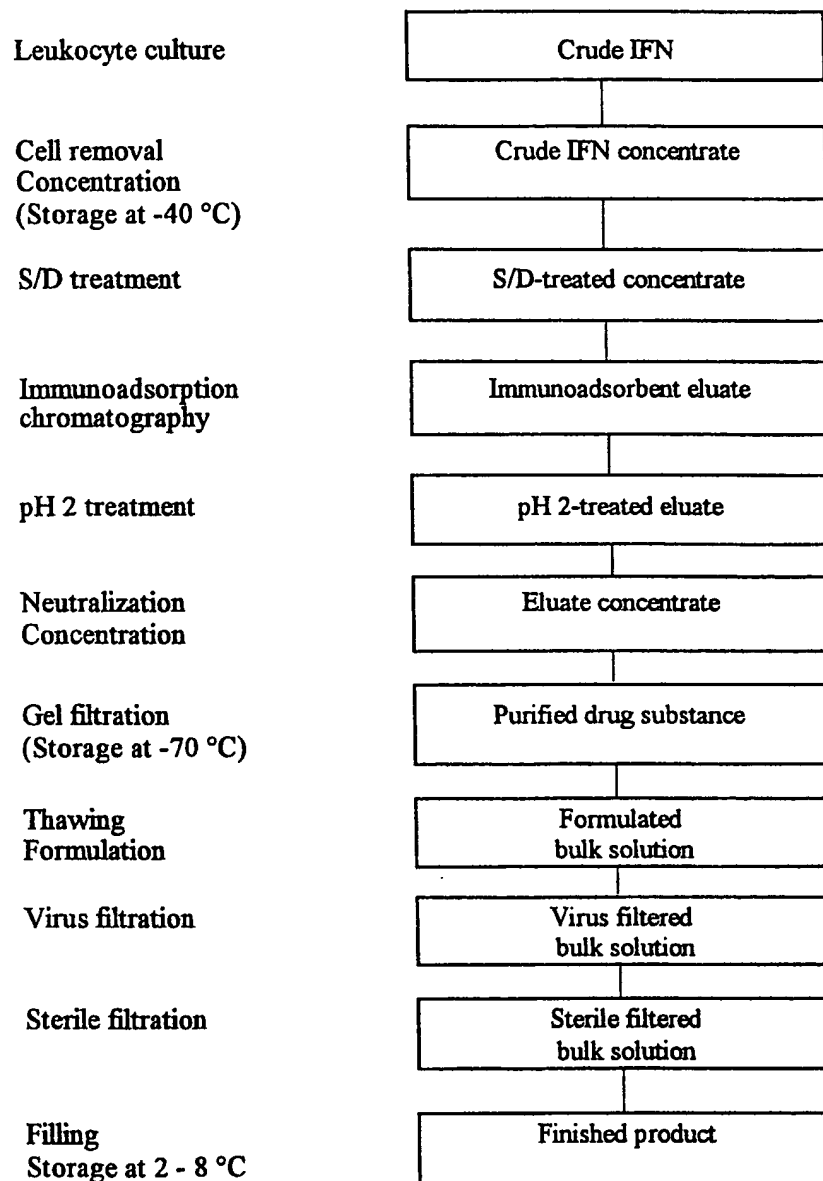 Leukocyte culture
Crude IFN
Cell removal
Concentration
(Storage at -40 °C)
Crude IFN concentrate
S/D treatment
S/D-treated concentrate
Immunoadsorption
chromatography
Immunoadsorbent eluate
pH 2 treatment
pH 2-treated eluate
Neutralization
Concentration
Eluate concentrate
Gel filtration
(Storage at -70 °C)
Purified drug substance
Thawing
Formulation
Formulated
bulk solution
Virus filtration
Virus filtered
bulk solution
Sterile filtration
Sterile filtered
bulk solution
Filling
Storage at 2 - 8 °C
Finished product